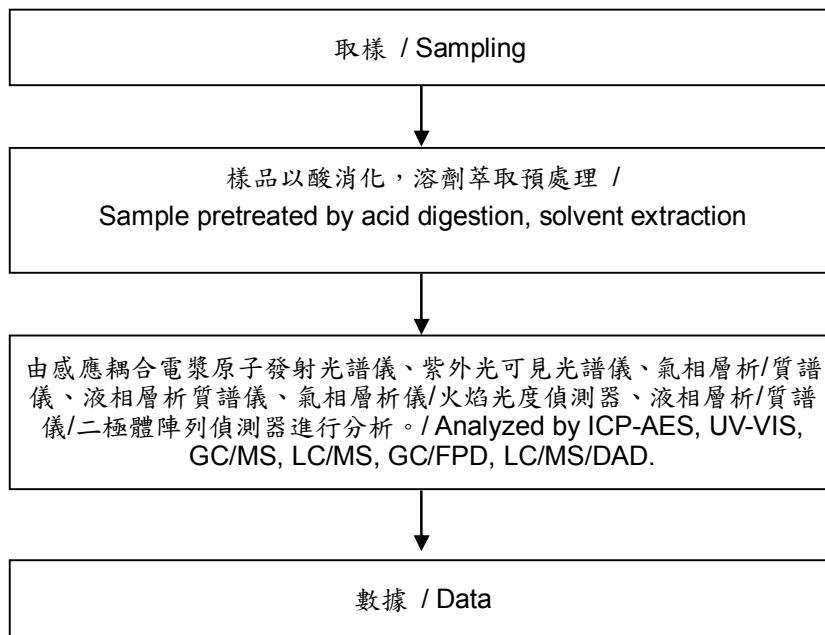 取樣 / Sampling
樣品以酸消化，溶劑萃取預處理 /
Sample pretreated by acid digestion, solvent extraction
由感應耦合電漿原子發射光譜儀、紫外光可見光譜儀、氣相層析/質譜
儀、液相層析質譜儀、氣相層析儀/火焰光度偵測器、液相層析/質譜
儀/二極體陣列偵測器進行分析。/ Analyzed by ICP-AES, UV-VIS,
GC/MS, LC/MS, GC/FPD, LC/MS/DAD.
數據 / Data